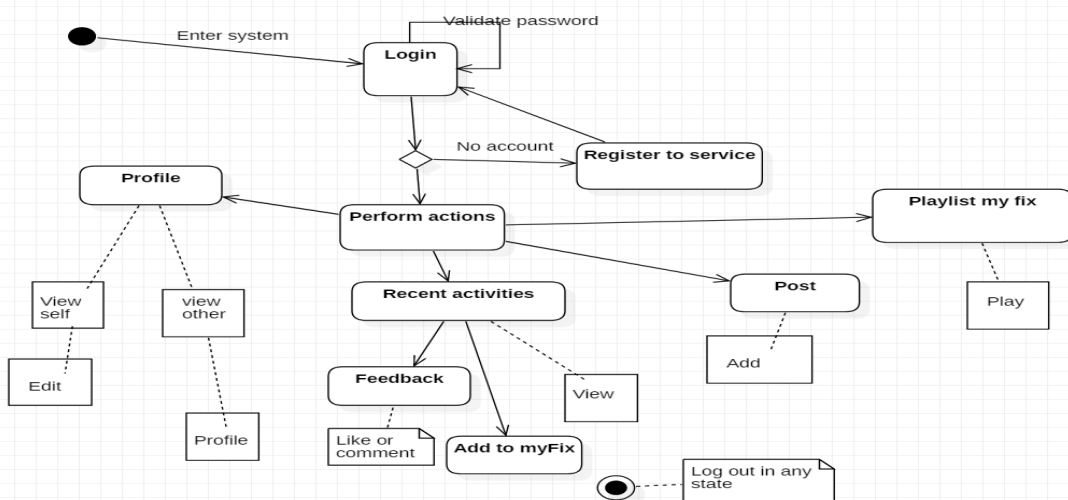 Validate password
Enter system
Login
No account
Register to service
Profile
Perform actions
Playlist my fix
Recent activities
Post
View
self
view
other
Play
Add
Edit
Feedback
View
Profile
Like or
comment
Add to myFix
Log out in any
state